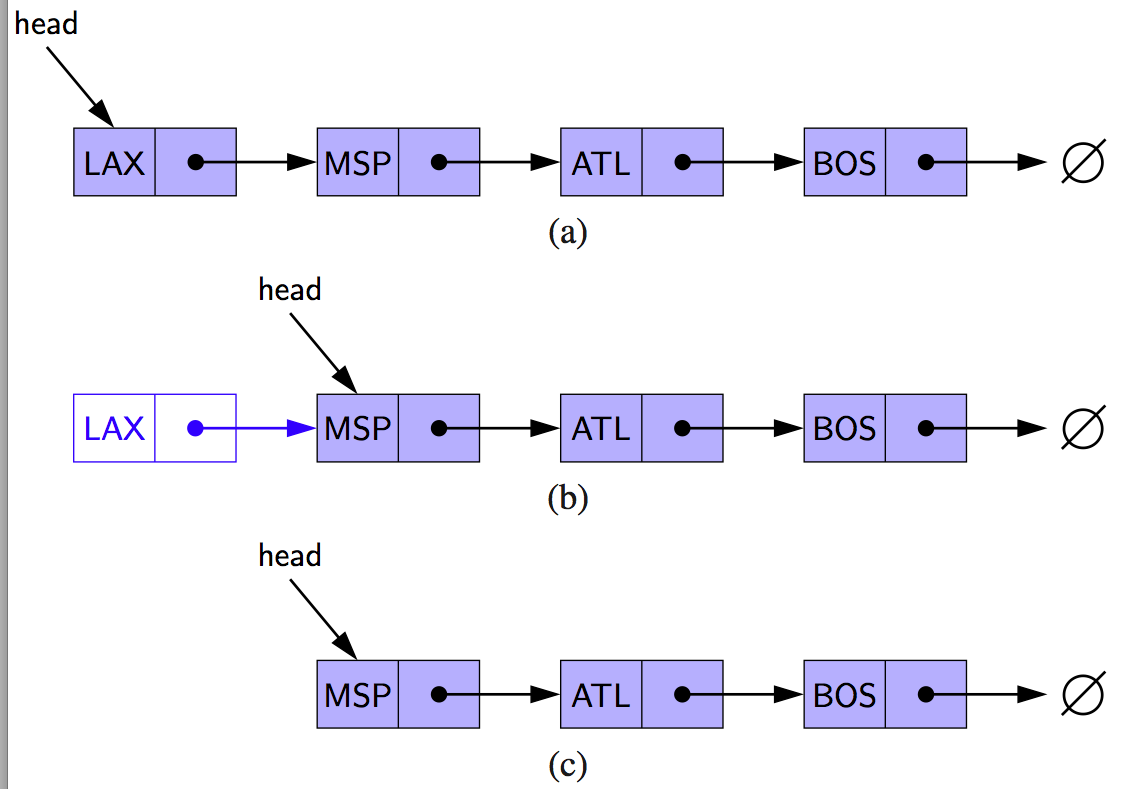 head
LAX MSP ATL BOS ∅
(a)
head
LAX MSP ATL BOS ∅
(b)
head
MSP ATL BOS ∅
(c)